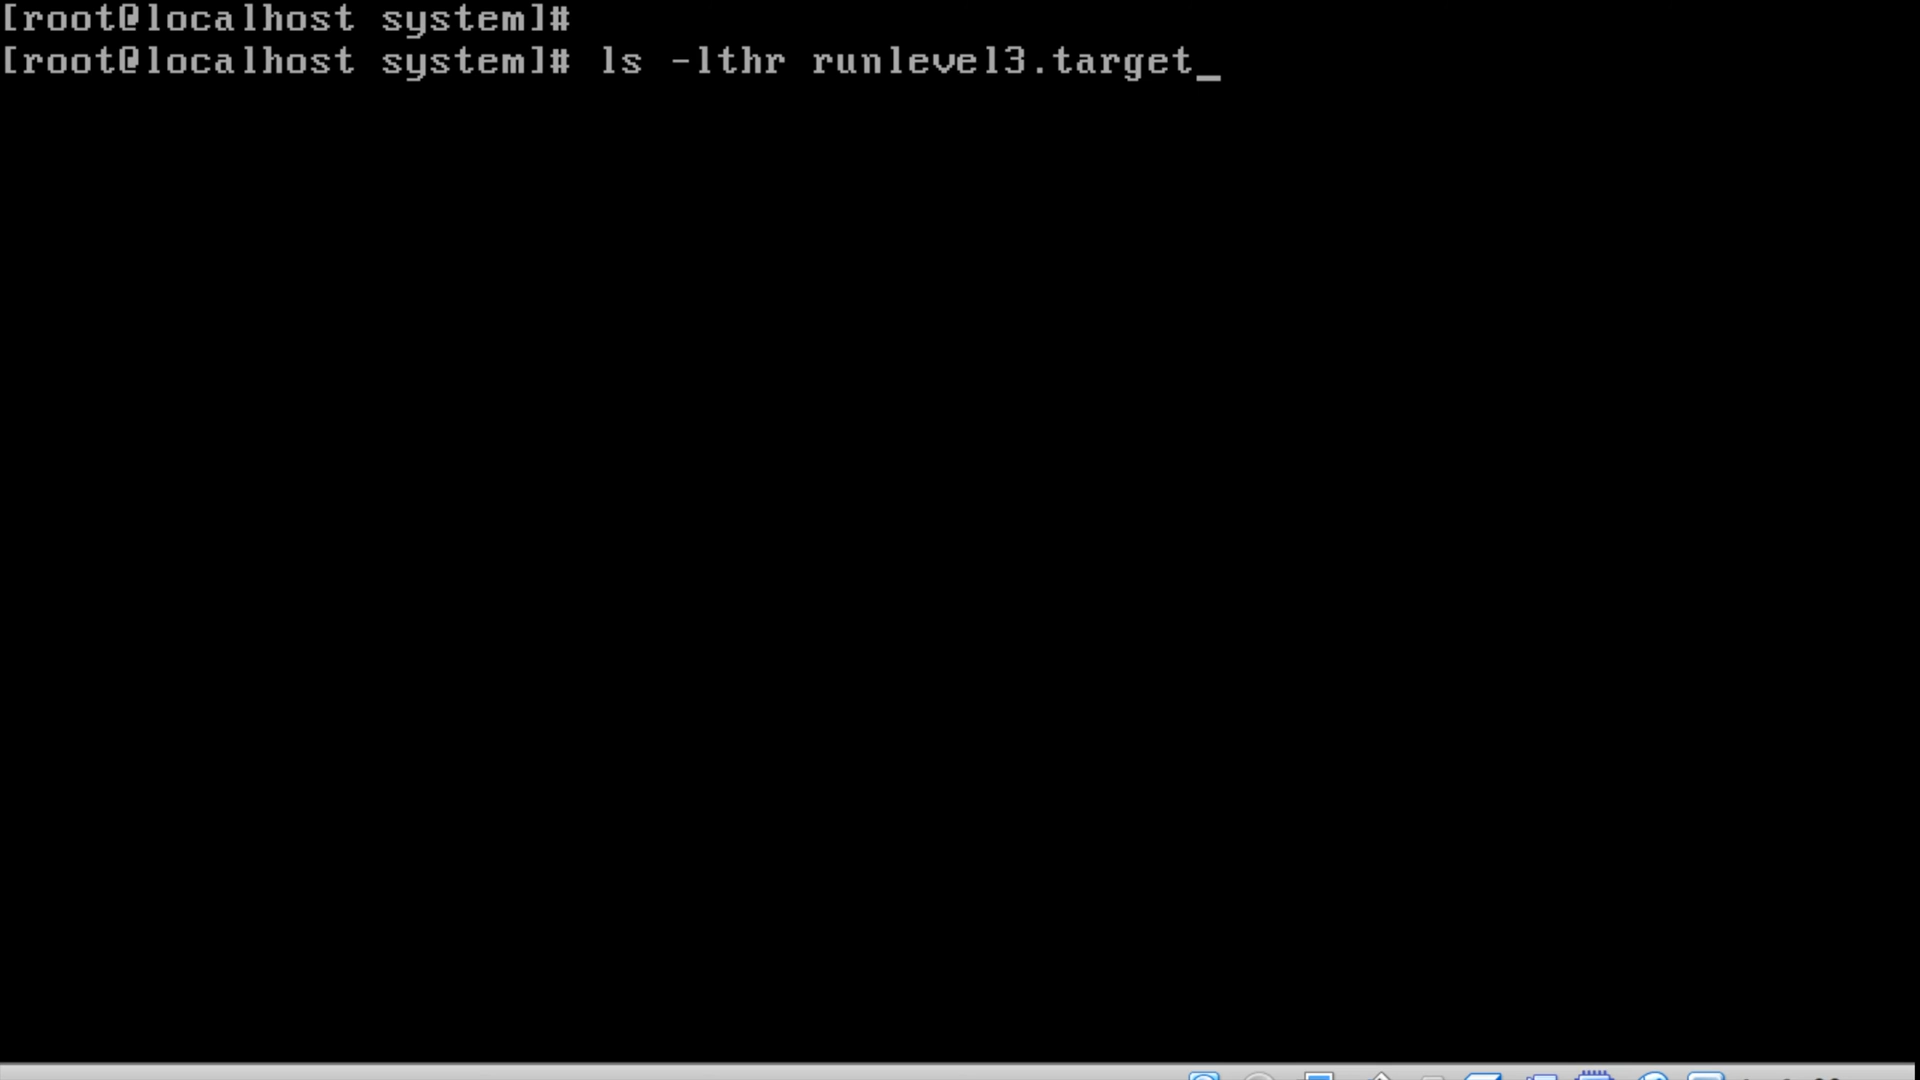 [root@localhost system]#
[root@localhost system]# ls -lthr runlevel3.target_